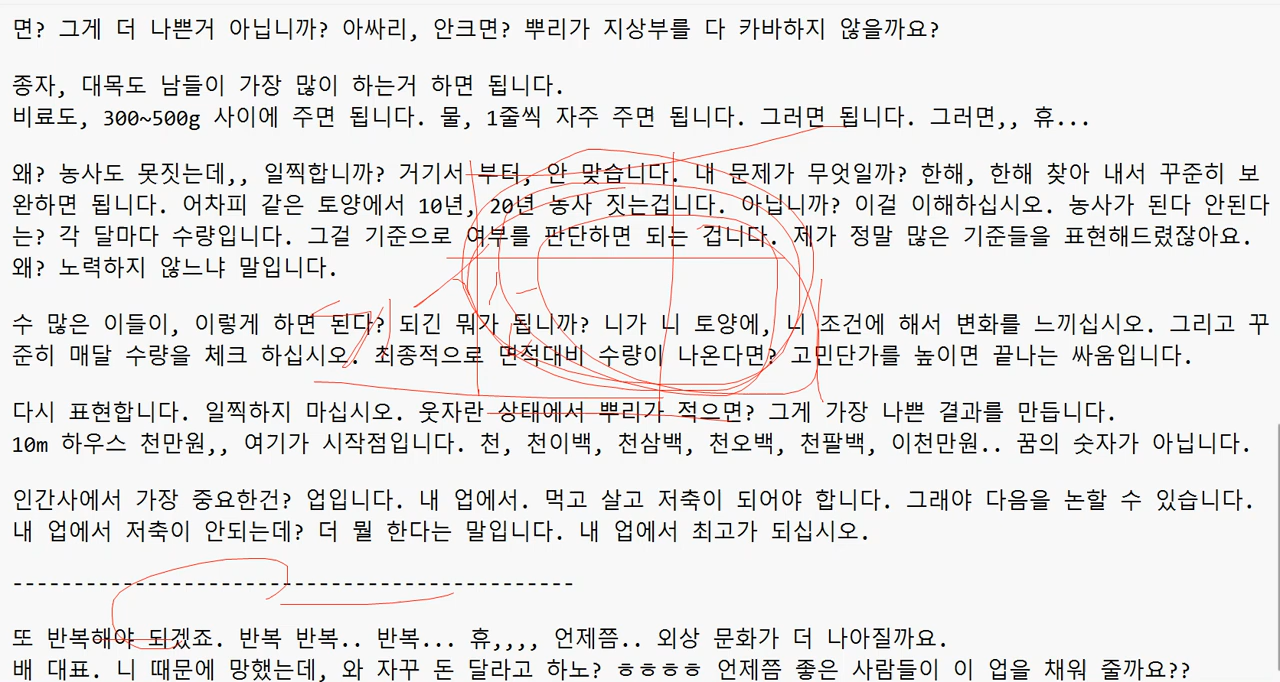 면? 그게 더 나쁜거 아닙니까? 아싸리, 안크면? 뿌리가 지상부를 다 카바하지 않을까요?
종자, 대목도 남들이 가장 많이 하는거 하면 됩니다.
비료도, 300~500g 사이에 주면 됩니다. 물, 1줄씩 자주 주면 됩니다. 그러면 됩니다. 그러면,, 휴...
왜? 농사도 못짓는데,, 일찍합니까? 거기서 부터, 안 맞습니다. 내 문제가 무엇일까? 한해, 한해 찾아 내서 꾸준히 보
완하면 됩니다. 어차피 같은 토양에서 10년, 20년 농사 짓는겁니다. 아닙니까? 이걸 이해하십시오. 농사가 된다 안된다
는? 각 달마다 수량입니다. 그걸 기준으로 여부를 판단하면 되는 겁니다. 제가 정말 많은 기준들을 표현해드렸잖아요.
왜? 노력하지 않느냐 말입니다.
수 많은 이들이, 이렇게 하면 된다? 되긴 뭐가 됩니까? 니가 니 토양에, 니 조건에 해서 변화를 느끼십시오. 그리고 꾸
준히 매달 수량을 체크 하십시오. 최종적으로 면적대비 수량이 나온다면? 고민단가를 높이면 끝나는 싸움입니다.
다시 표현합니다. 일찍하지 마십시오. 웃자란 상태에서 뿌리가 적으면? 그게 가장 나쁜 결과를 만듭니다.
10m 하우스 천만원,, 여기가 시작점입니다. 천, 천이백, 천삼백, 천오백, 천팔백, 이천만원.. 꿈의 숫자가 아닙니다.
인간사에서 가장 중요한건? 업입니다. 내 업에서. 먹고 살고 저축이 되어야 합니다. 그래야 다음을 논할 수 있습니다.
내 업에서 저축이 안되는데? 더 뭘 한다는 말입니다. 내 업에서 최고가 되십시오.
----------------------------------------------
또 반복해야 되겠죠. 반복 반복.. 반복... 휴,,,, 언제쯤.. 외상 문화가 더 나아질까요.
배 대표. 니 때문에 망했는데, 와 자꾸 돈 달라고 하노? ㅎㅎㅎㅎ 언제쯤 좋은 사람들이 이 업을 채워 줄까요??